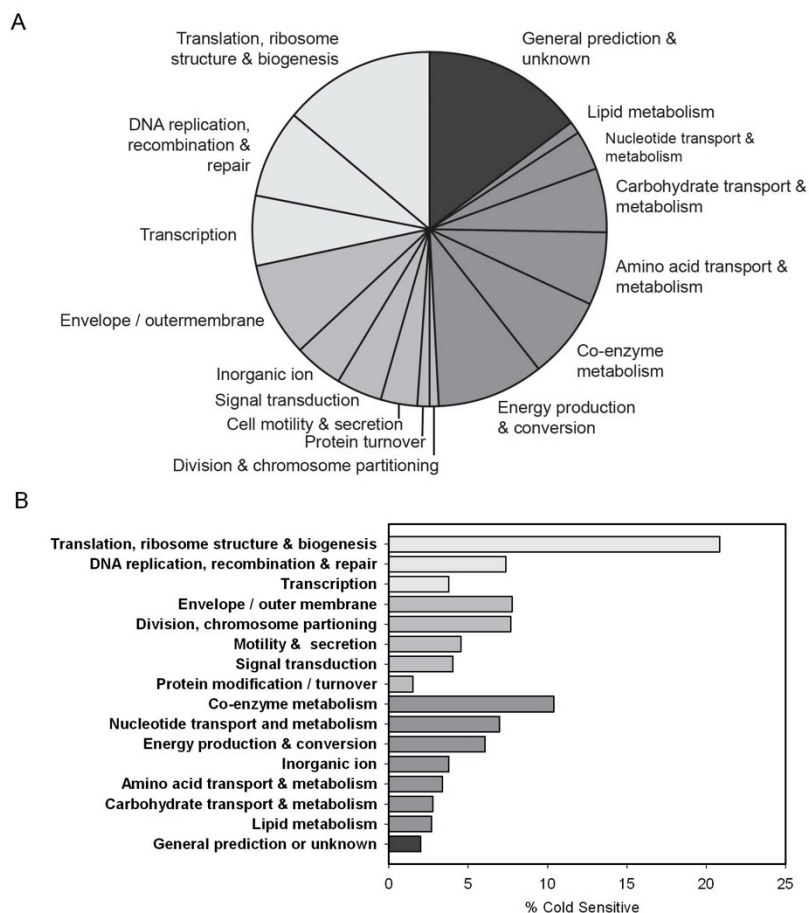 A
Translation, ribosome
structure & biogenesis
General prediction &
unknown
Lipid metabolism
Nucleotide transport &
metabolism
DNA replication,
recombination &
repair
Carbohydrate transport &
metabolism
Transcription
Amino acid transport &
metabolism
Envelope / outermembrane
Co-enzyme
metabolism
Inorganic ion
Signal transduction
Energy production
& conversion
Cell motility & secretion
Protein turnover
Division & chromosome partitioning
B
Translation, ribosome structure & biogenesis
DNA replication, recombination & repair
Transcription
Envelope / outer membrane
Division, chromosome partioning
Motility & secretion
Signal transduction
Protein modification / turnover
Co-enzyme metabolism
Nucleotide transport and metabolism
Energy production & conversion
Inorganic ion
Amino acid transport & metabolism
Carbohydrate transport & metabolism
Lipid metabolism
General prediction or unknown
0 5 10 15 20 25
% Cold Sensitive